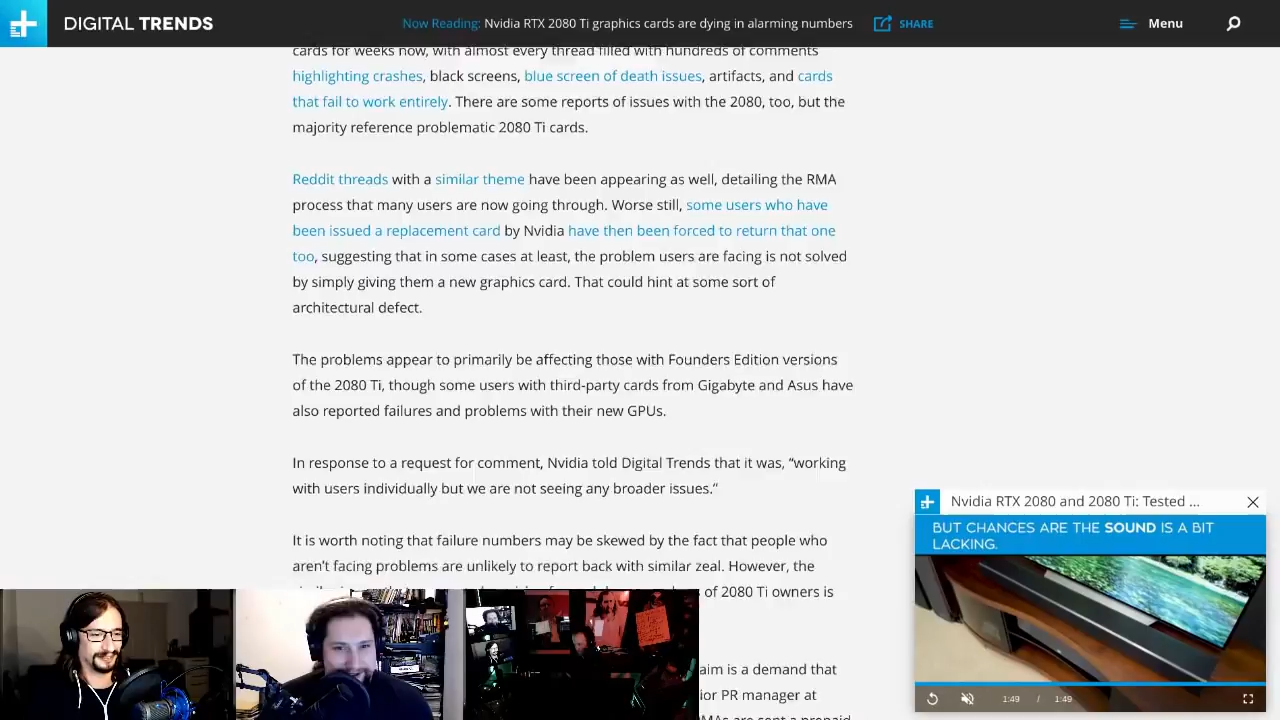 DIGITAL TRENDS
Now Reading: Nvidia RTX 2080 Ti graphics cards are dying in alarming numbers
SHARE
Menu
cards for weeks now, with almost every thread filled with hundreds of comments
highlighting crashes, black screens, blue screen of death issues, artifacts, and cards
that fail to work entirely. There are some reports of issues with the 2080, too, but the
majority reference problematic 2080 Ti cards.
Reddit threads with a similar theme have been appearing as well, detailing the RMA
process that many users are now going through. Worse still, some users who have
been issued a replacement card by Nvidia have then been forced to return that one
too, suggesting that in some cases at least, the problem users are facing is not solved
by simply giving them a new graphics card. That could hint at some sort of
architectural defect.
The problems appear to primarily be affecting those with Founders Edition versions
of the 2080 Ti, though some users with third-party cards from Gigabyte and Asus have
also reported failures and problems with their new GPUs.
In response to a request for comment, Nvidia told Digital Trends that it was, “working
with users individually but we are not seeing any broader issues.”
It is worth noting that failure numbers may be skewed by the fact that people who
aren’t facing problems are unlikely to report back with similar zeal. However, the
of 2080 Ti owners is
aim is a demand that
ior PR manager at
MAs are sent a prepaid
Nvidia RTX 2080 and 2080 Ti: Tested ...
BUT CHANCES ARE THE SOUND IS A BIT
LACKING.
1:49 / 1:49